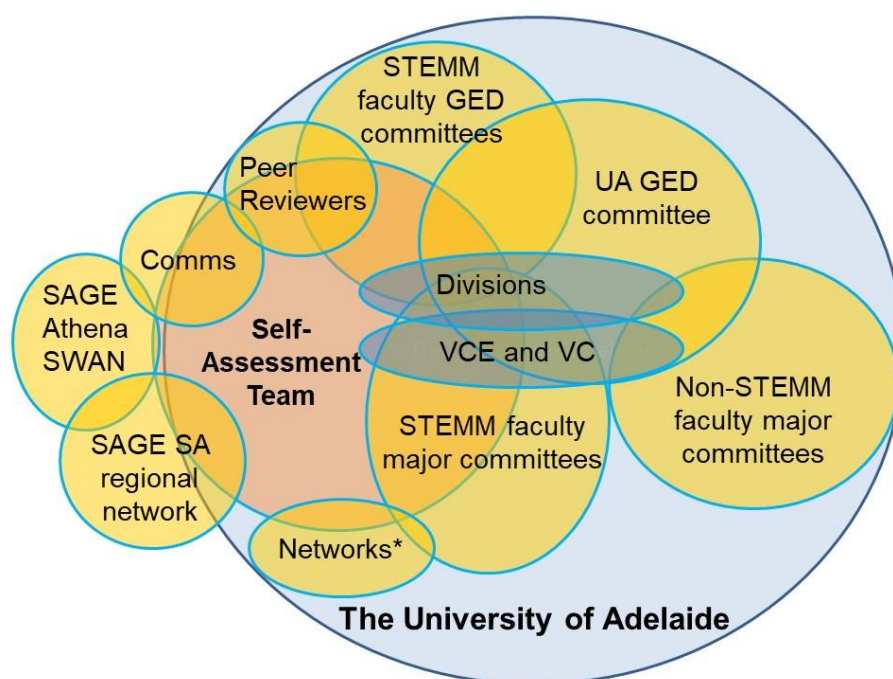 STEMM
faculty GED
committees
Peer
Reviewers
UA GED
committee
Comms
Divisions
SAGE
Athena
SWAN
Self-
Assessment
Team
VCE and VC
Non-STEMM
faculty major
committees
STEMM faculty
major committees
SAGE SA
regional
network
Networks*
The University of Adelaide